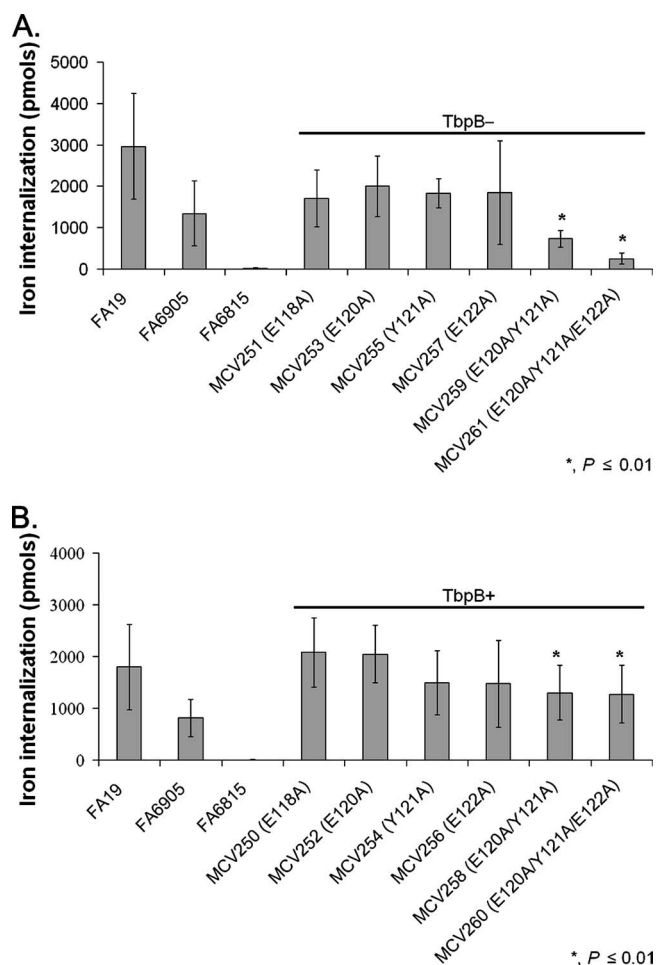 A.
Iron internalization (pmols)
5000
4000
3000
2000
1000
0
TbpB–
*
*
FA19
FA6905
FA6815
MCV251 (E118A)
MCV253 (E120A)
MCV255 (Y121A)
MCV257 (E122A)
MCV259 (E120A/Y121A)
MCV261 (E120A/Y121A/E122A)
*, P ≤ 0.01
B.
Iron internalization (pmols)
4000
3000
2000
1000
0
TbpB+
*
*
FA19
FA6905
FA6815
MCV250 (E118A)
MCV252 (E120A)
MCV254 (Y121A)
MCV256 (E122A)
MCV258 (E120A/Y121A)
MCV260 (E120A/Y121A/E122A)
*, P ≤ 0.01